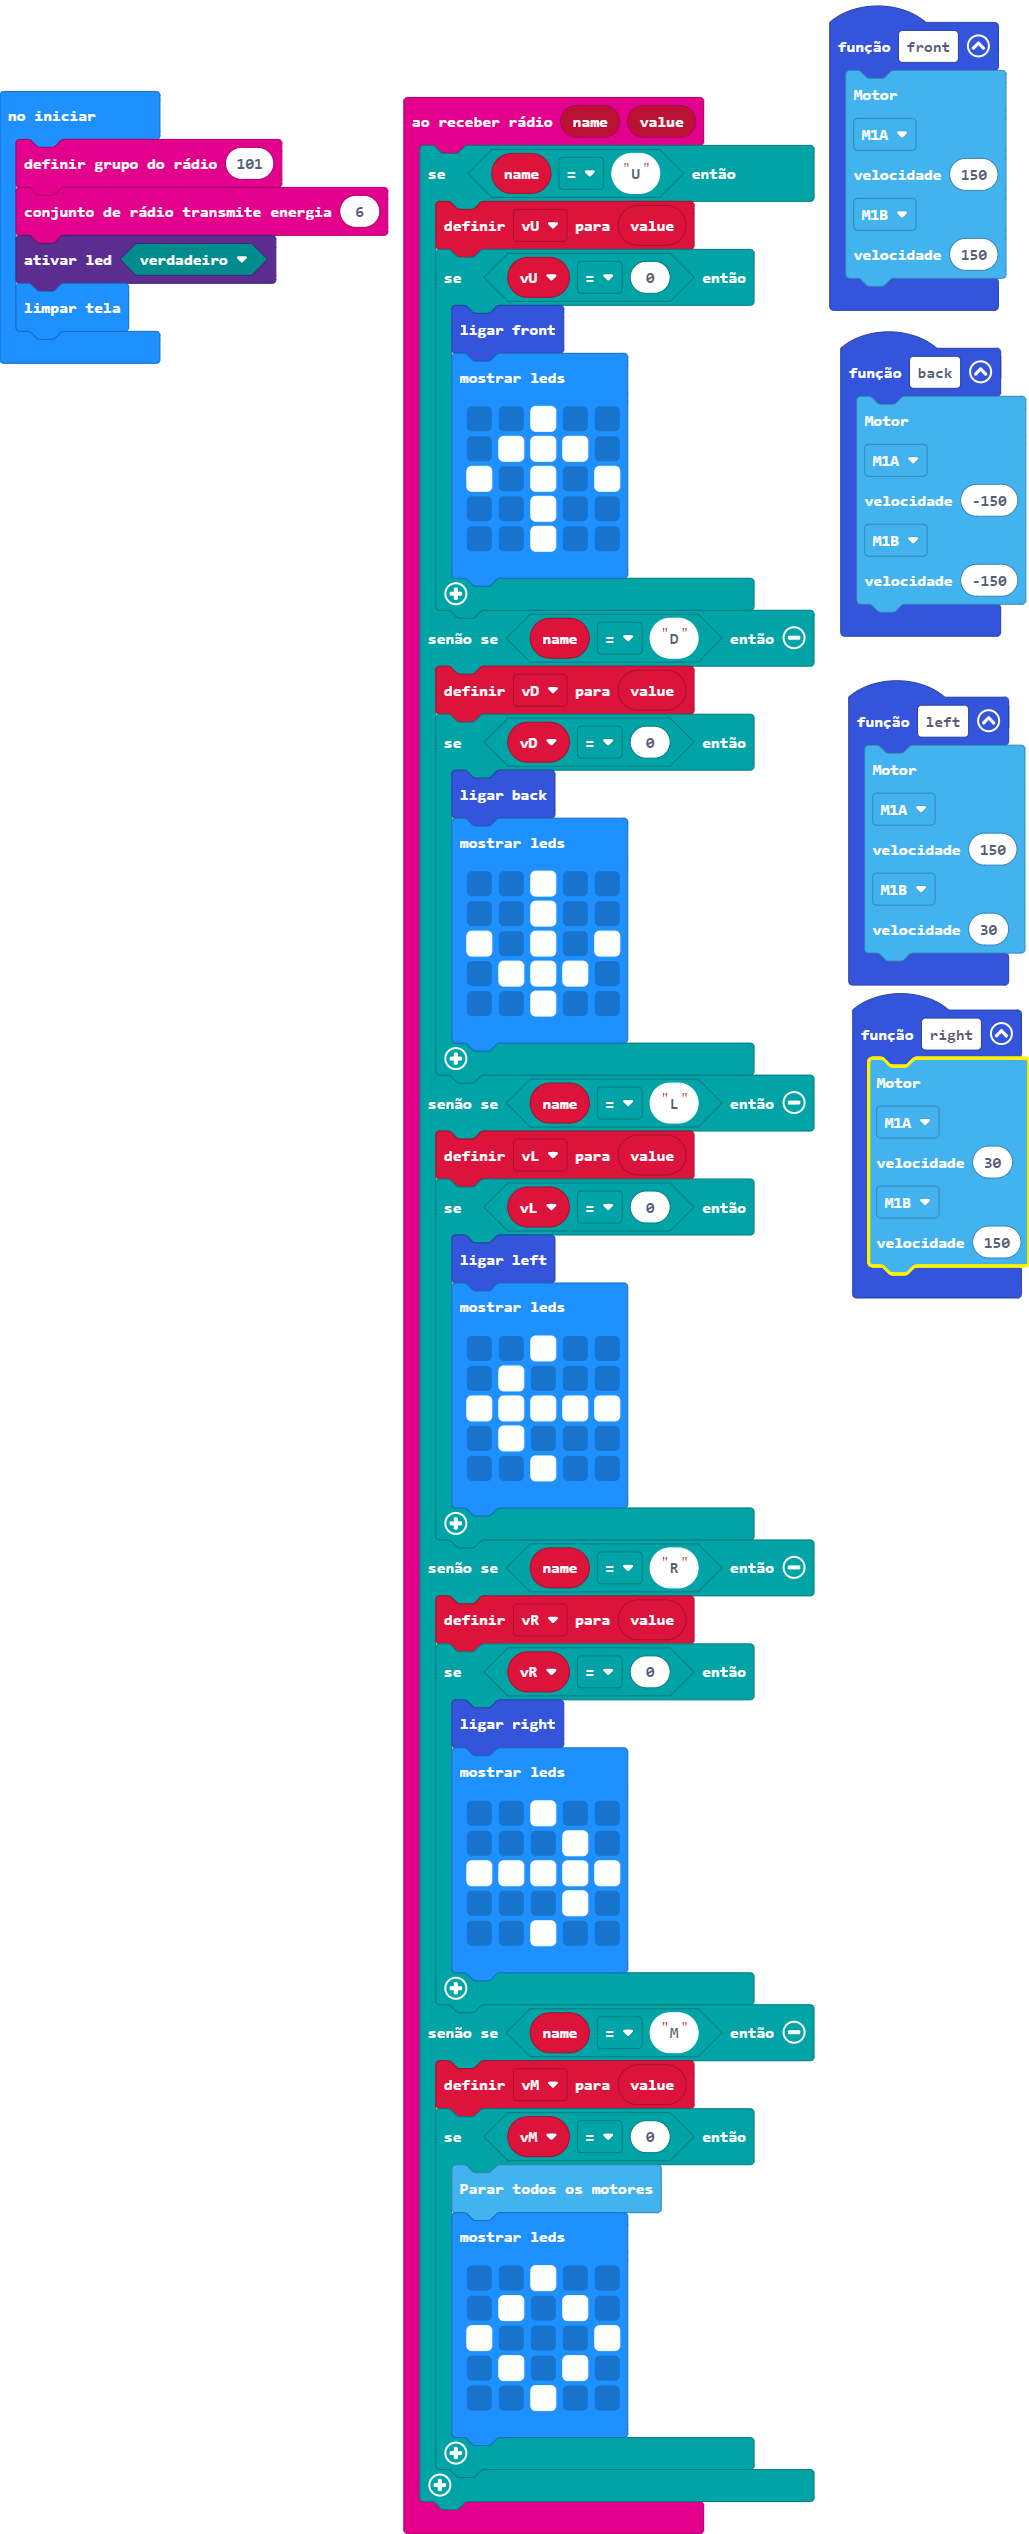 no iniciar
definir grupo do rádio 101
conjunto de rádio transmite energia 6
ativar led verdadeiro
limpar tela
ao receber rádio name value
se name = "U" então
definir vU para value
se vU = 0 então
ligar front
mostrar leds
senão se name = "D" então
definir vD para value
se vD = 0 então
ligar back
mostrar leds
senão se name = "L" então
definir vL para value
se vL = 0 então
ligar left
mostrar leds
senão se name = "R" então
definir vR para value
se vR = 0 então
ligar right
mostrar leds
senão se name = "M" então
definir vM para value
se vM = 0 então
Parar todos os motores
mostrar leds
função front
Motor
M1A
velocidade 150
M1B
velocidade 150
função back
Motor
M1A
velocidade -150
M1B
velocidade -150
função left
Motor
M1A
velocidade 150
M1B
velocidade 30
função right
Motor
M1A
velocidade 30
M1B
velocidade 150